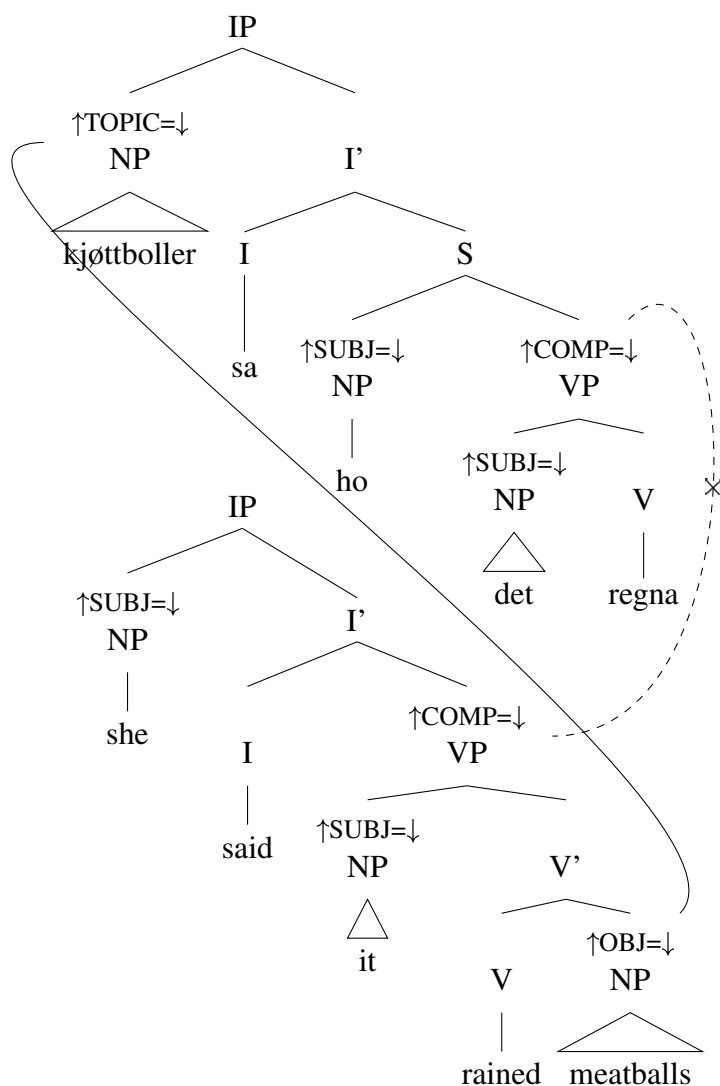 IP
↑TOPIC=↓
NP I’
kjøttboller I S
sa ↑SUBJ=↓ ↑COMP=↓
NP VP
ho ↑SUBJ=↓
NP V
det regna
IP
↑SUBJ=↓
NP I’
she ↑COMP=↓
I VP
said ↑SUBJ=↓
NP V’
it ↑OBJ=↓
V NP
rained meatballs